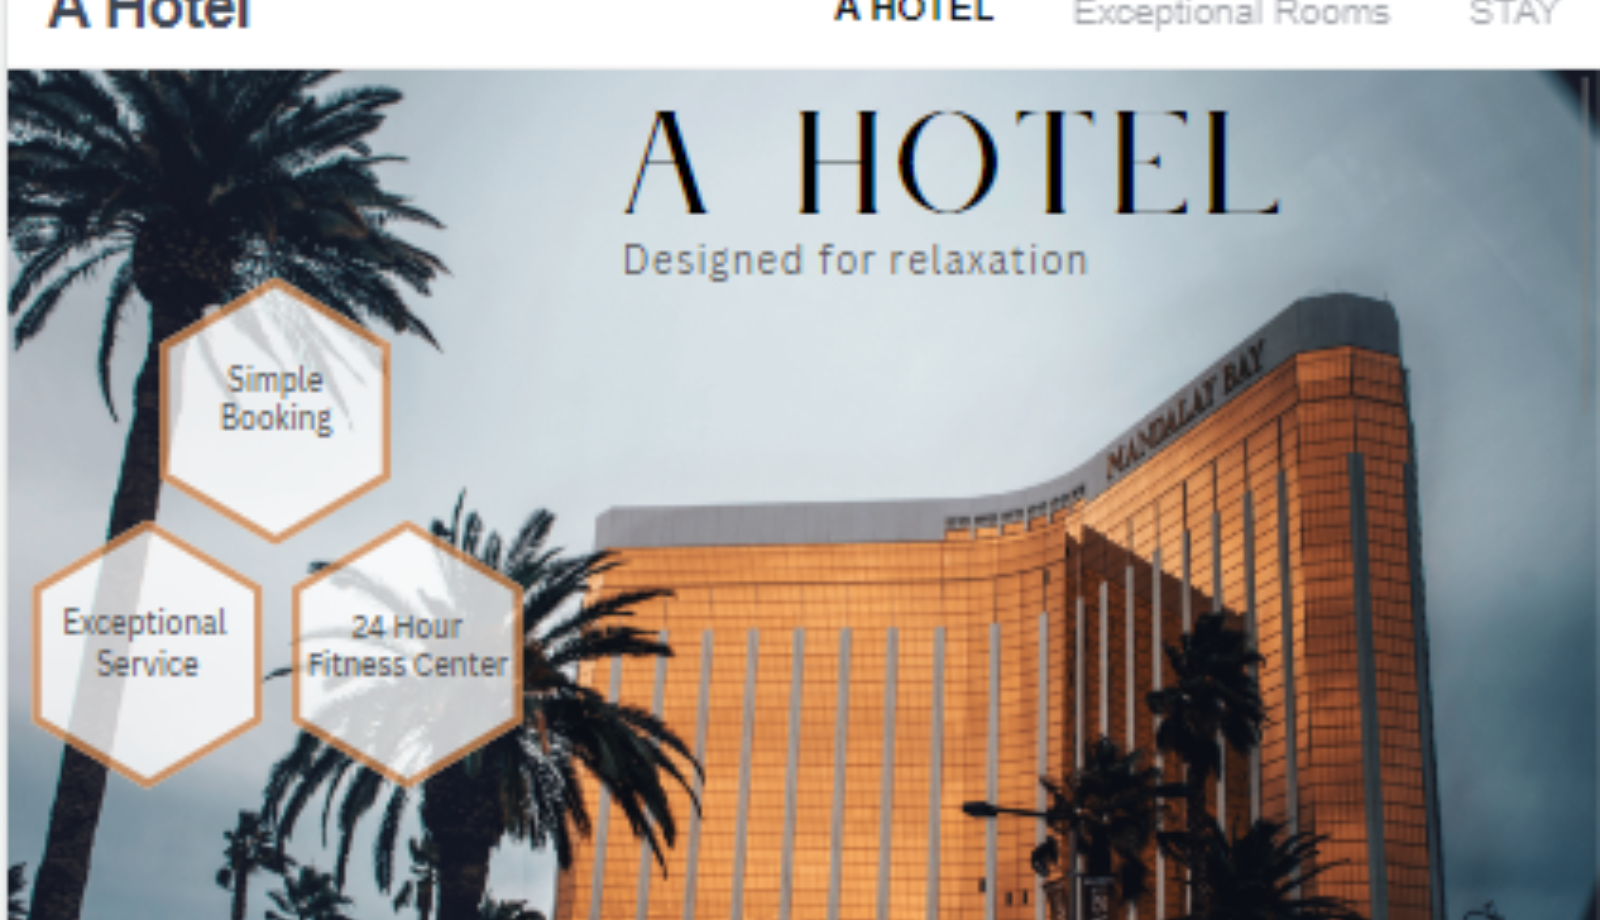 A Hotel
A HOTEL
Exceptional Rooms
STAY
A HOTEL
Designed for relaxation
MANDALAY BAY
Simple
Booking
Exceptional
Service
24 Hour
Fitness Center